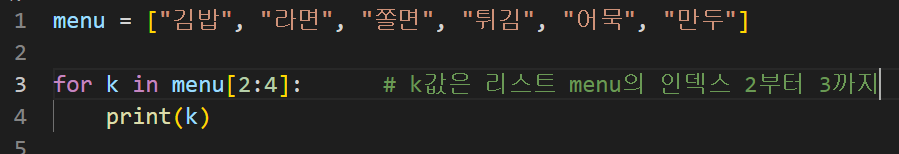 1 menu = ["김밥", "라면", "쫄면", "튀김", "어묵", "만두"]
2
3 for k in menu[2:4]:      # k값은 리스트 menu의 인덱스 2부터 3까지
4     print(k)
5